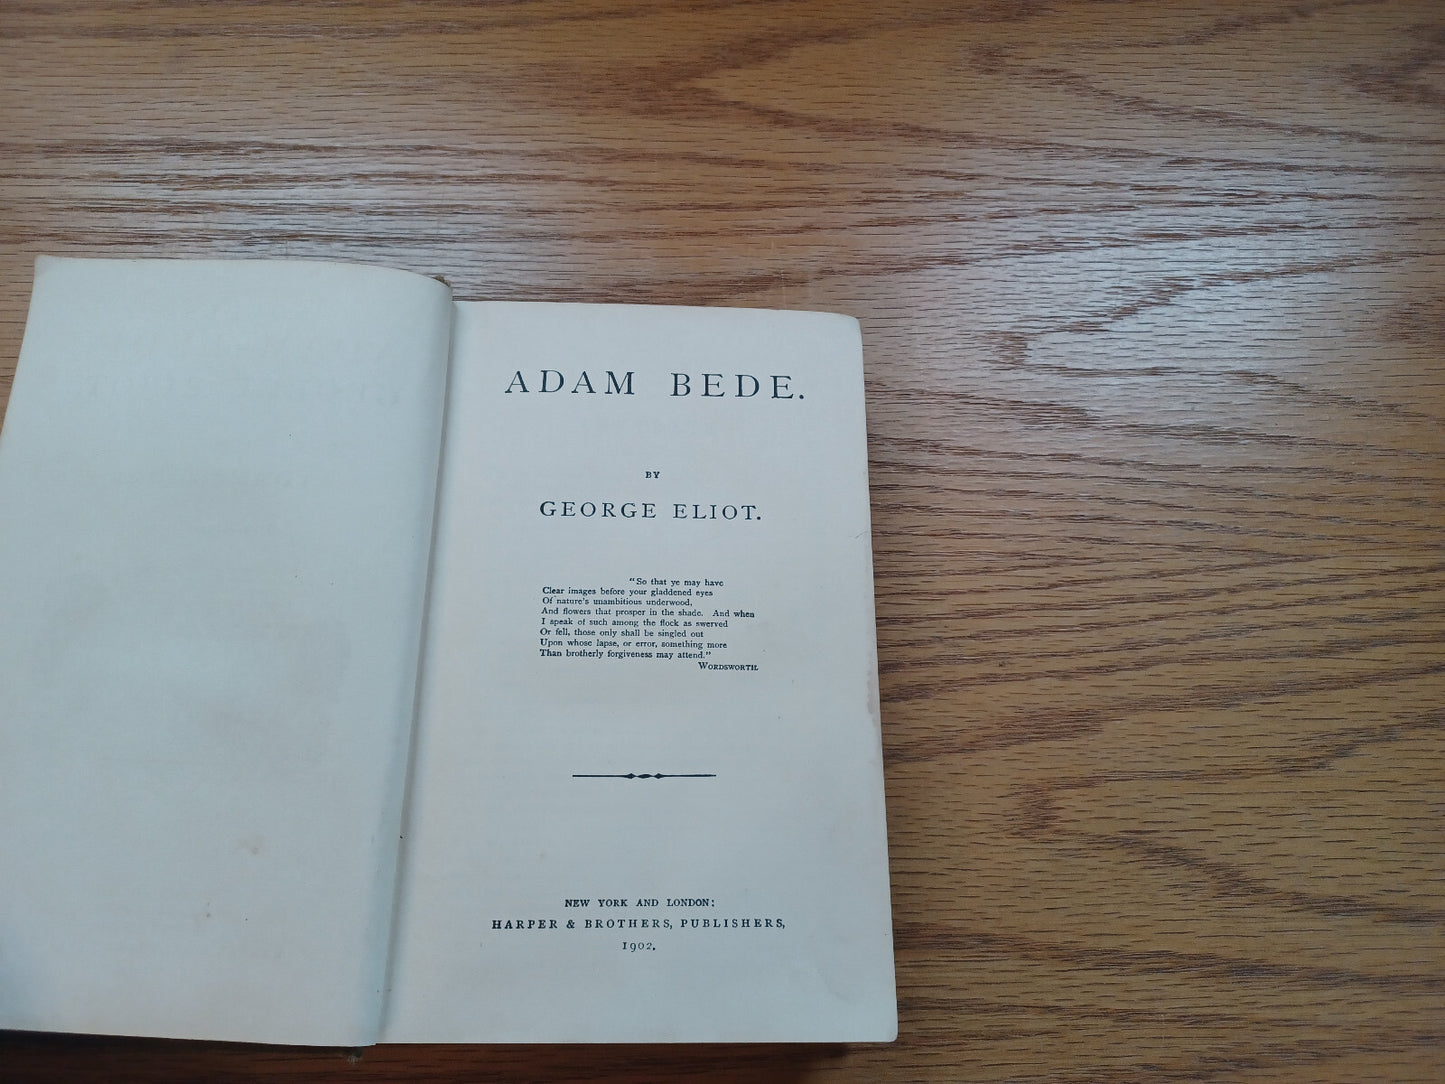 ADAM BEDE.
BY
GEORGE ELIOT.
"So that ye may have
Clear images before your gladdened eyes
Of nature's unambitious underwood,
And flowers that prosper in the shade. And when
I speak of such among the flock as swerved
Or fell, those only shall be singled out
Upon whose lapse, or error, something more
Than brotherly forgiveness may attend."
WORDSWORTH.
NEW YORK AND LONDON:
HARPER & BROTHERS, PUBLISHERS,
1902.